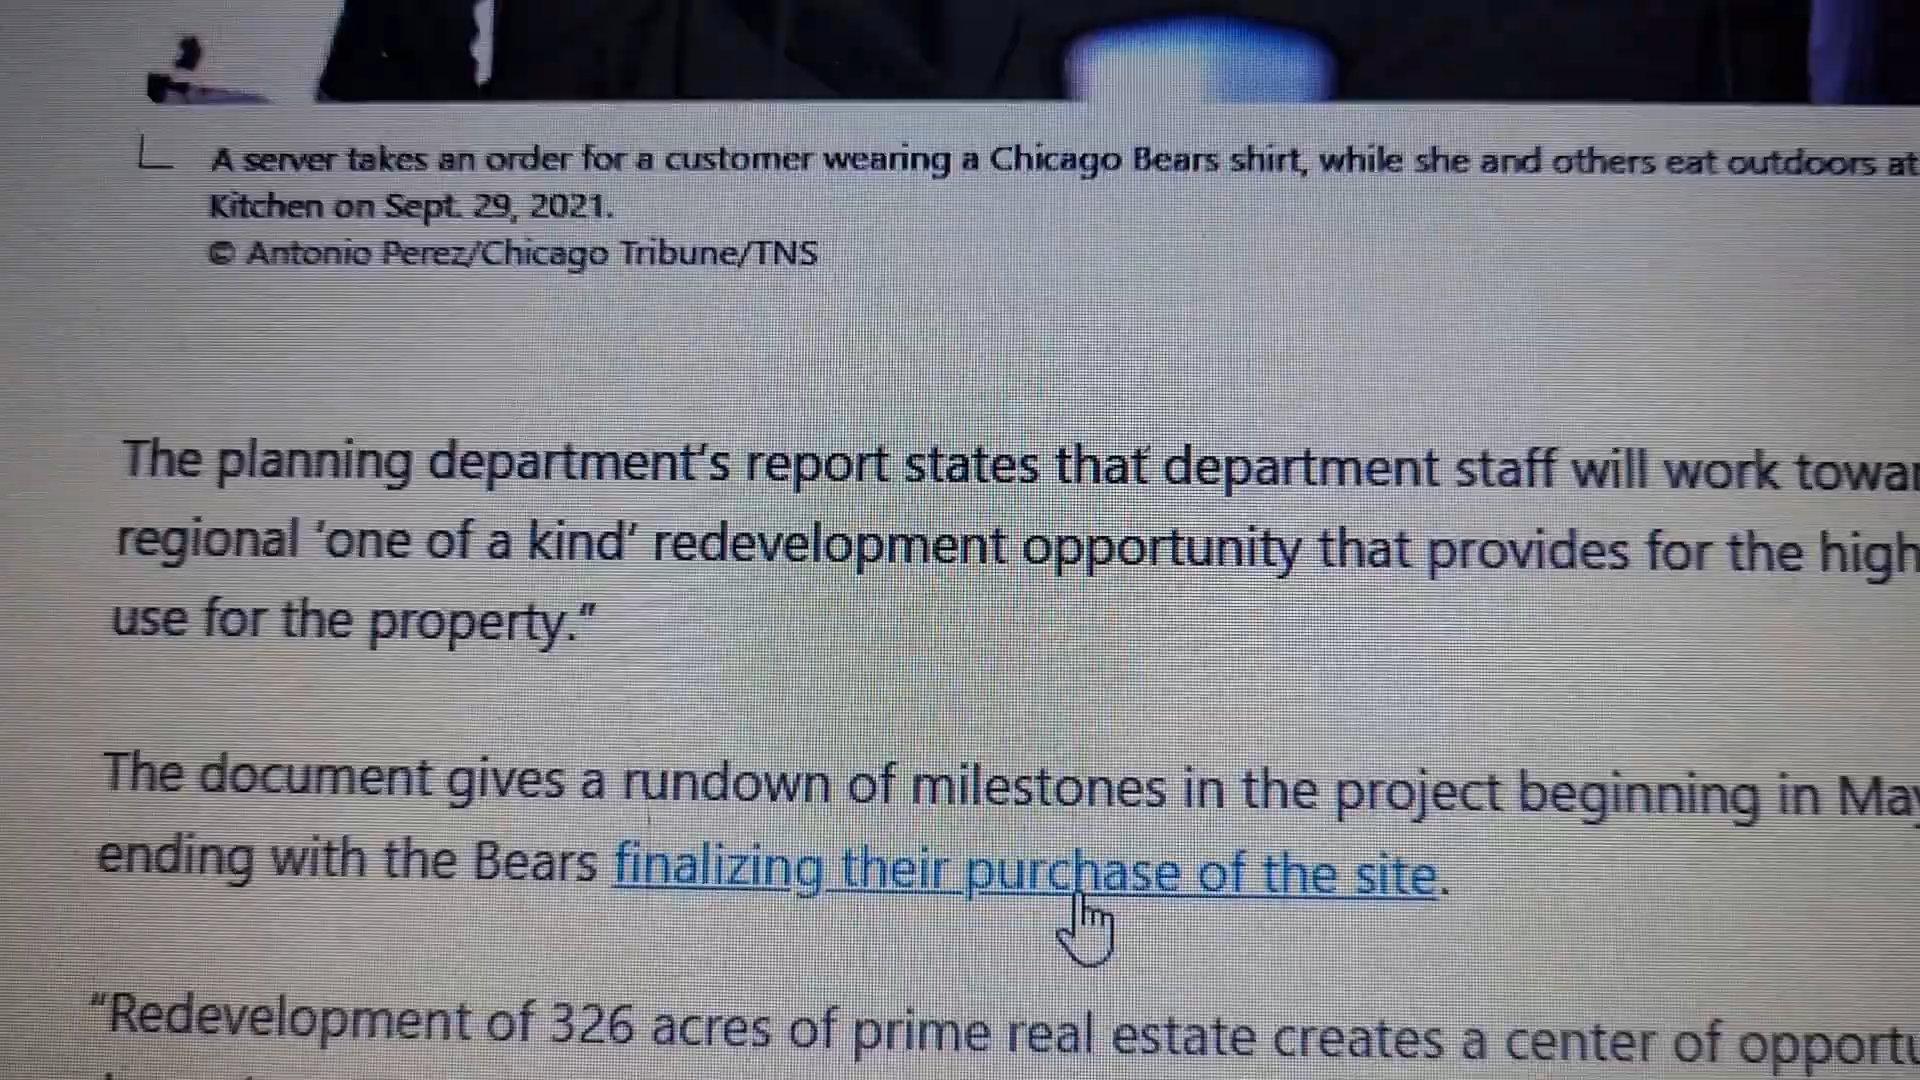 A server takes an order for a customer wearing a Chicago Bears shirt, while she and others eat outdoors at
Kitchen on Sept. 29, 2021.
© Antonio Perez/Chicago Tribune/TNS
The planning department's report states that department staff will work
regional 'one of a kind' redevelopment opportunity that provides for the
use for the property.”
The document gives a rundown of milestones in the project beginning in
ending with the Bears finalizing their purchase of the site.
“Redevelopment of 326 acres of prime real estate creates a center of